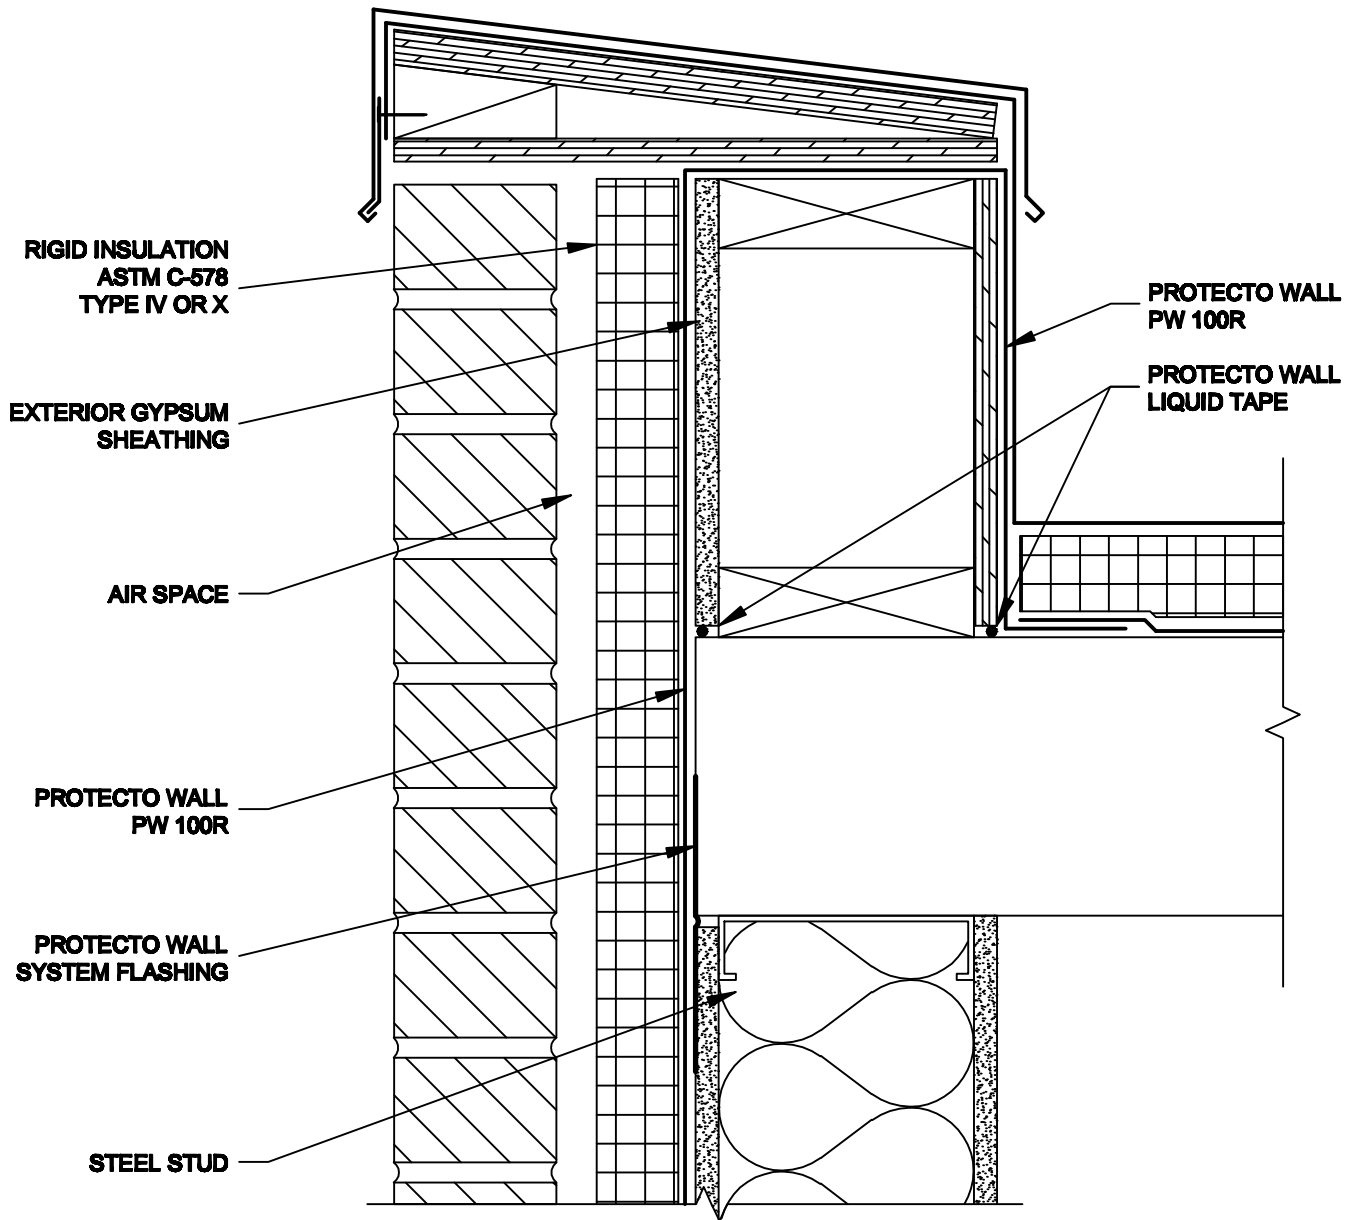 RIGID INSULATION
ASTM C-578
TYPE IV OR X
EXTERIOR GYPSUM
SHEATHING
AIR SPACE
PROTECTO WALL
PW 100R
PROTECTO WALL
SYSTEM FLASHING
STEEL STUD
PROTECTO WALL
PW 100R
PROTECTO WALL
LIQUID TAPE